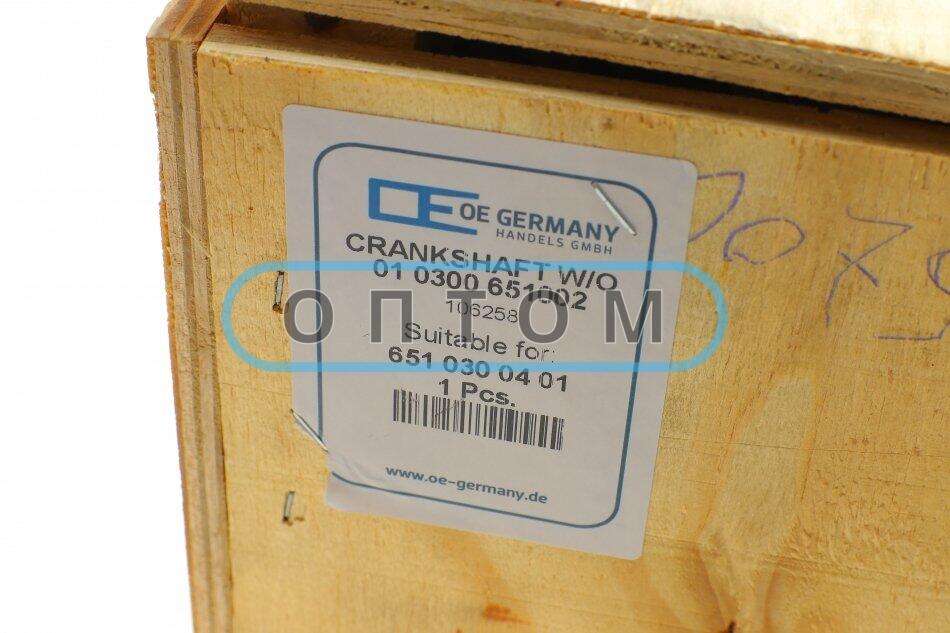 OE OE GERMANY
HANDELS GMBH
CRANKSHAFT W/O
01 0300 651002
106258
Suitable for:
651 030 04 01
1 Pcs.
www.oe-germany.de
ОПТОМ